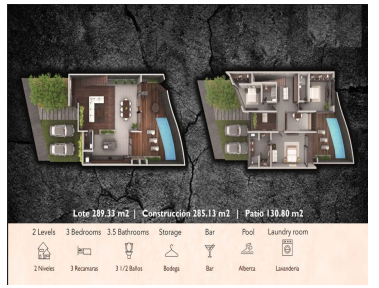 Lote 289.33 m2 | Construcción 285.13 m2 | Patio 130.80 m2
2 Levels 3 Bedrooms 3.5 Bathrooms Storage Bar Pool Laundry room
2 Niveles 3 Recamaras 3 1/2 Baños Bodega Bar Alberca Lavanderia